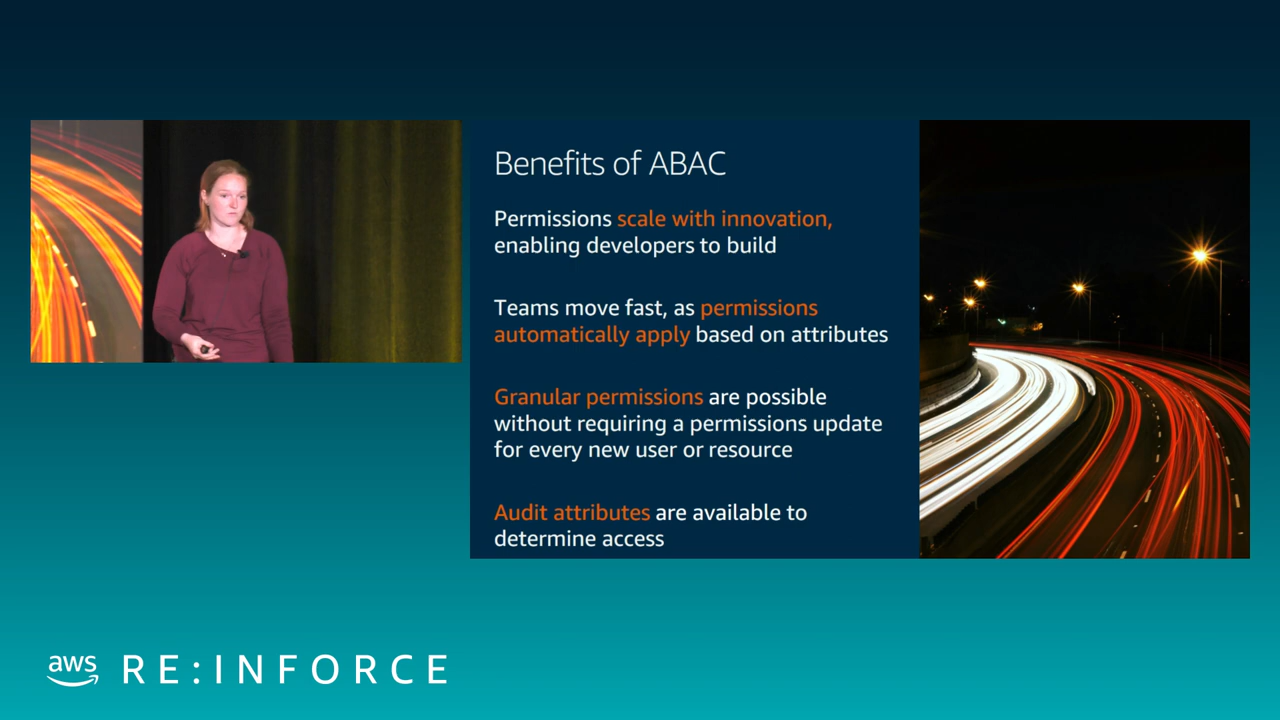 Benefits of ABAC
Permissions scale with innovation,
enabling developers to build
Teams move fast, as permissions
automatically apply based on attributes
Granular permissions are possible
without requiring a permissions update
for every new user or resource
Audit attributes are available to
determine access
aws RE:INFORCE